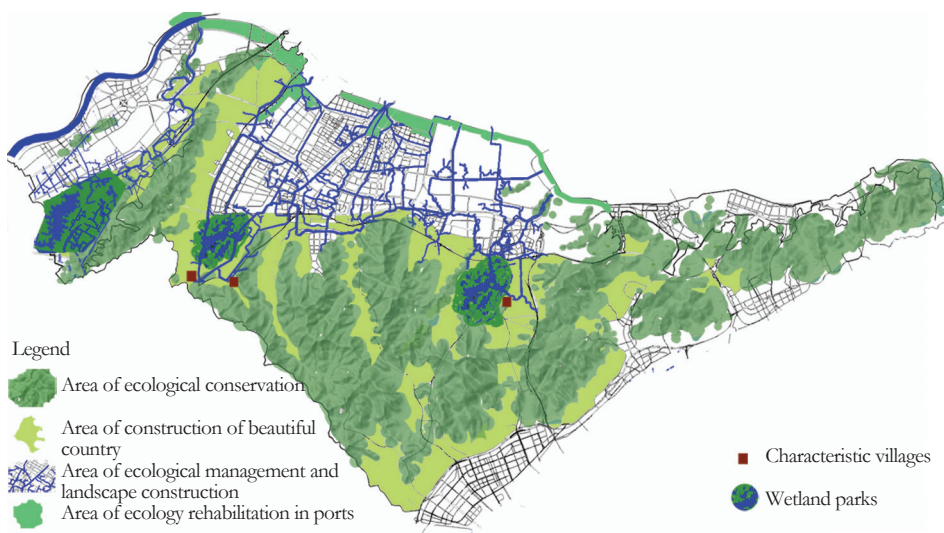 Legend
Area of ecological conservation
Area of construction of beautiful
country
Area of ecological management and
landscape construction
Area of ecology rehabilitation in ports
Characteristic villages
Wetland parks